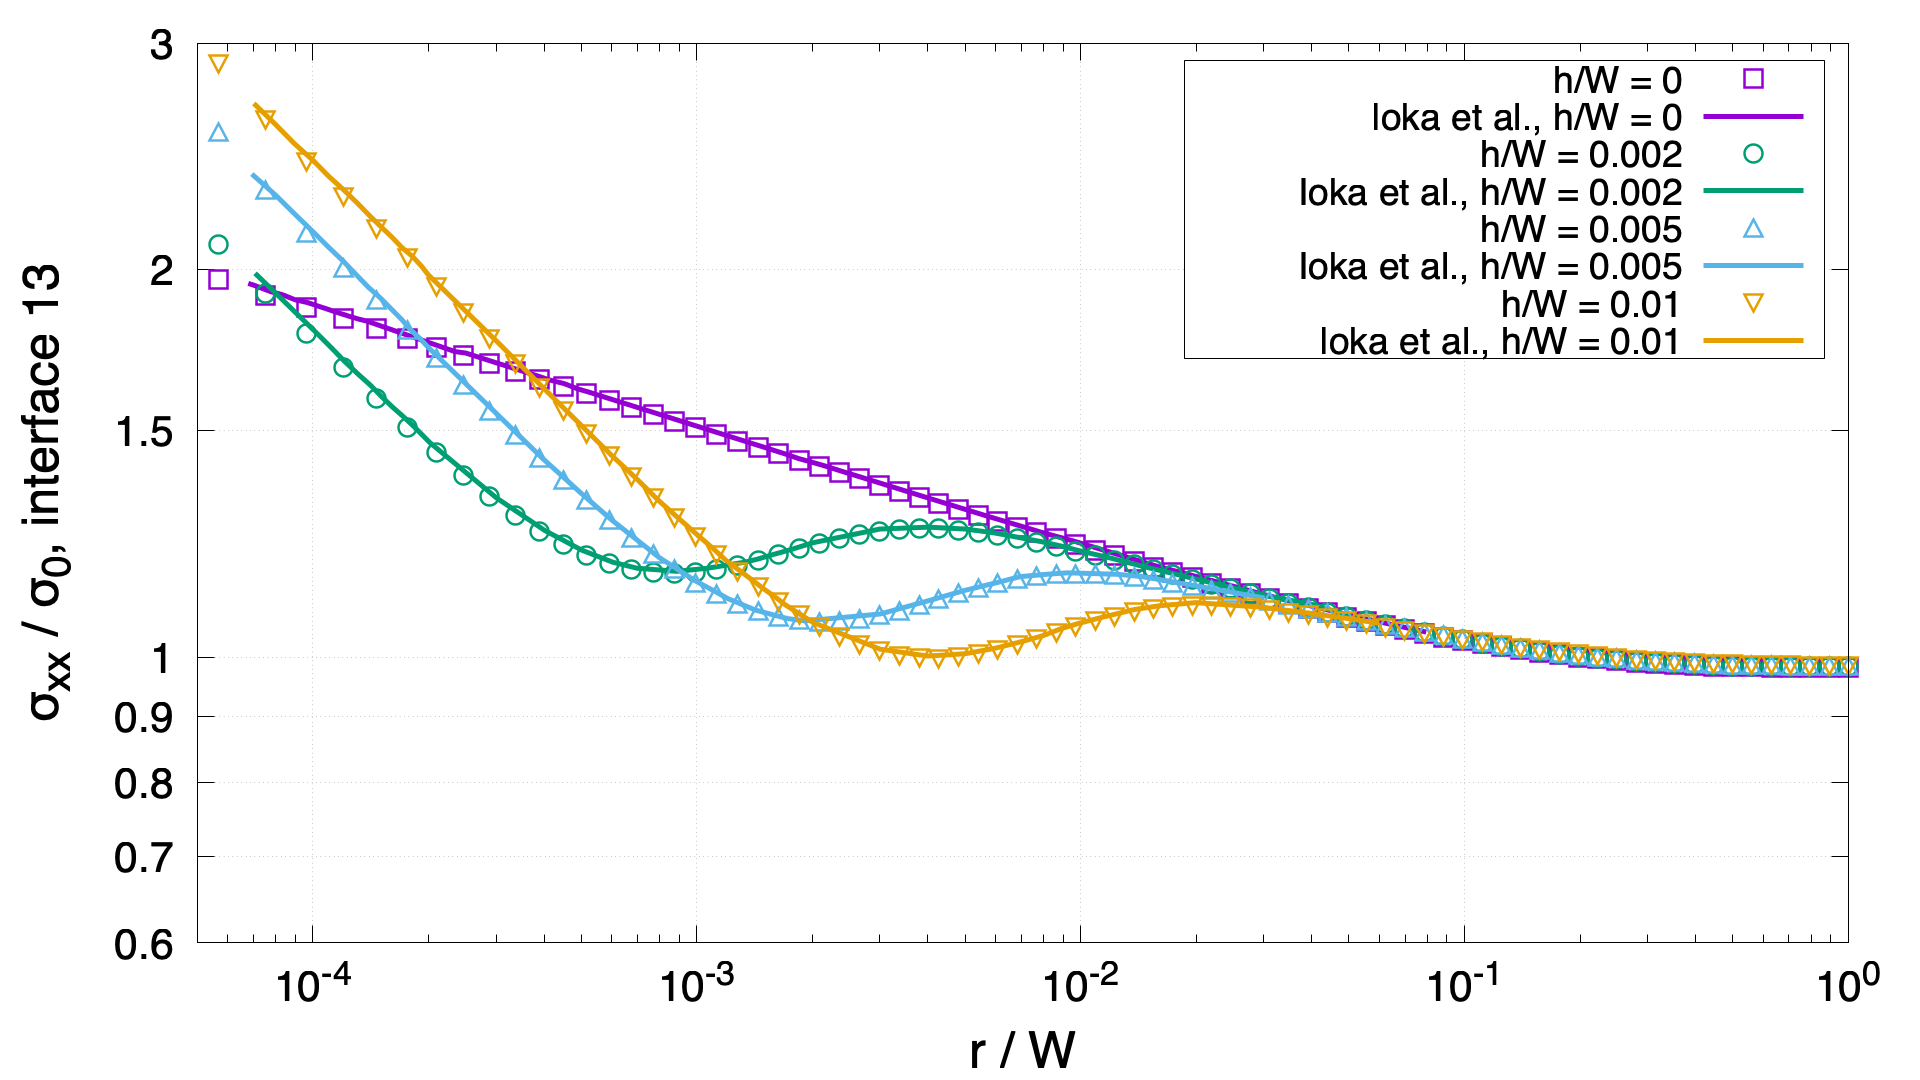 3
2
1.5
1
0.9
0.8
0.7
0.6
σxx / σ0, interface 13
h/W = 0
Ioka et al., h/W = 0
h/W = 0.002
Ioka et al., h/W = 0.002
h/W = 0.005
Ioka et al., h/W = 0.005
h/W = 0.01
Ioka et al., h/W = 0.01
10-4 10-3 10-2 10-1 100
r / W